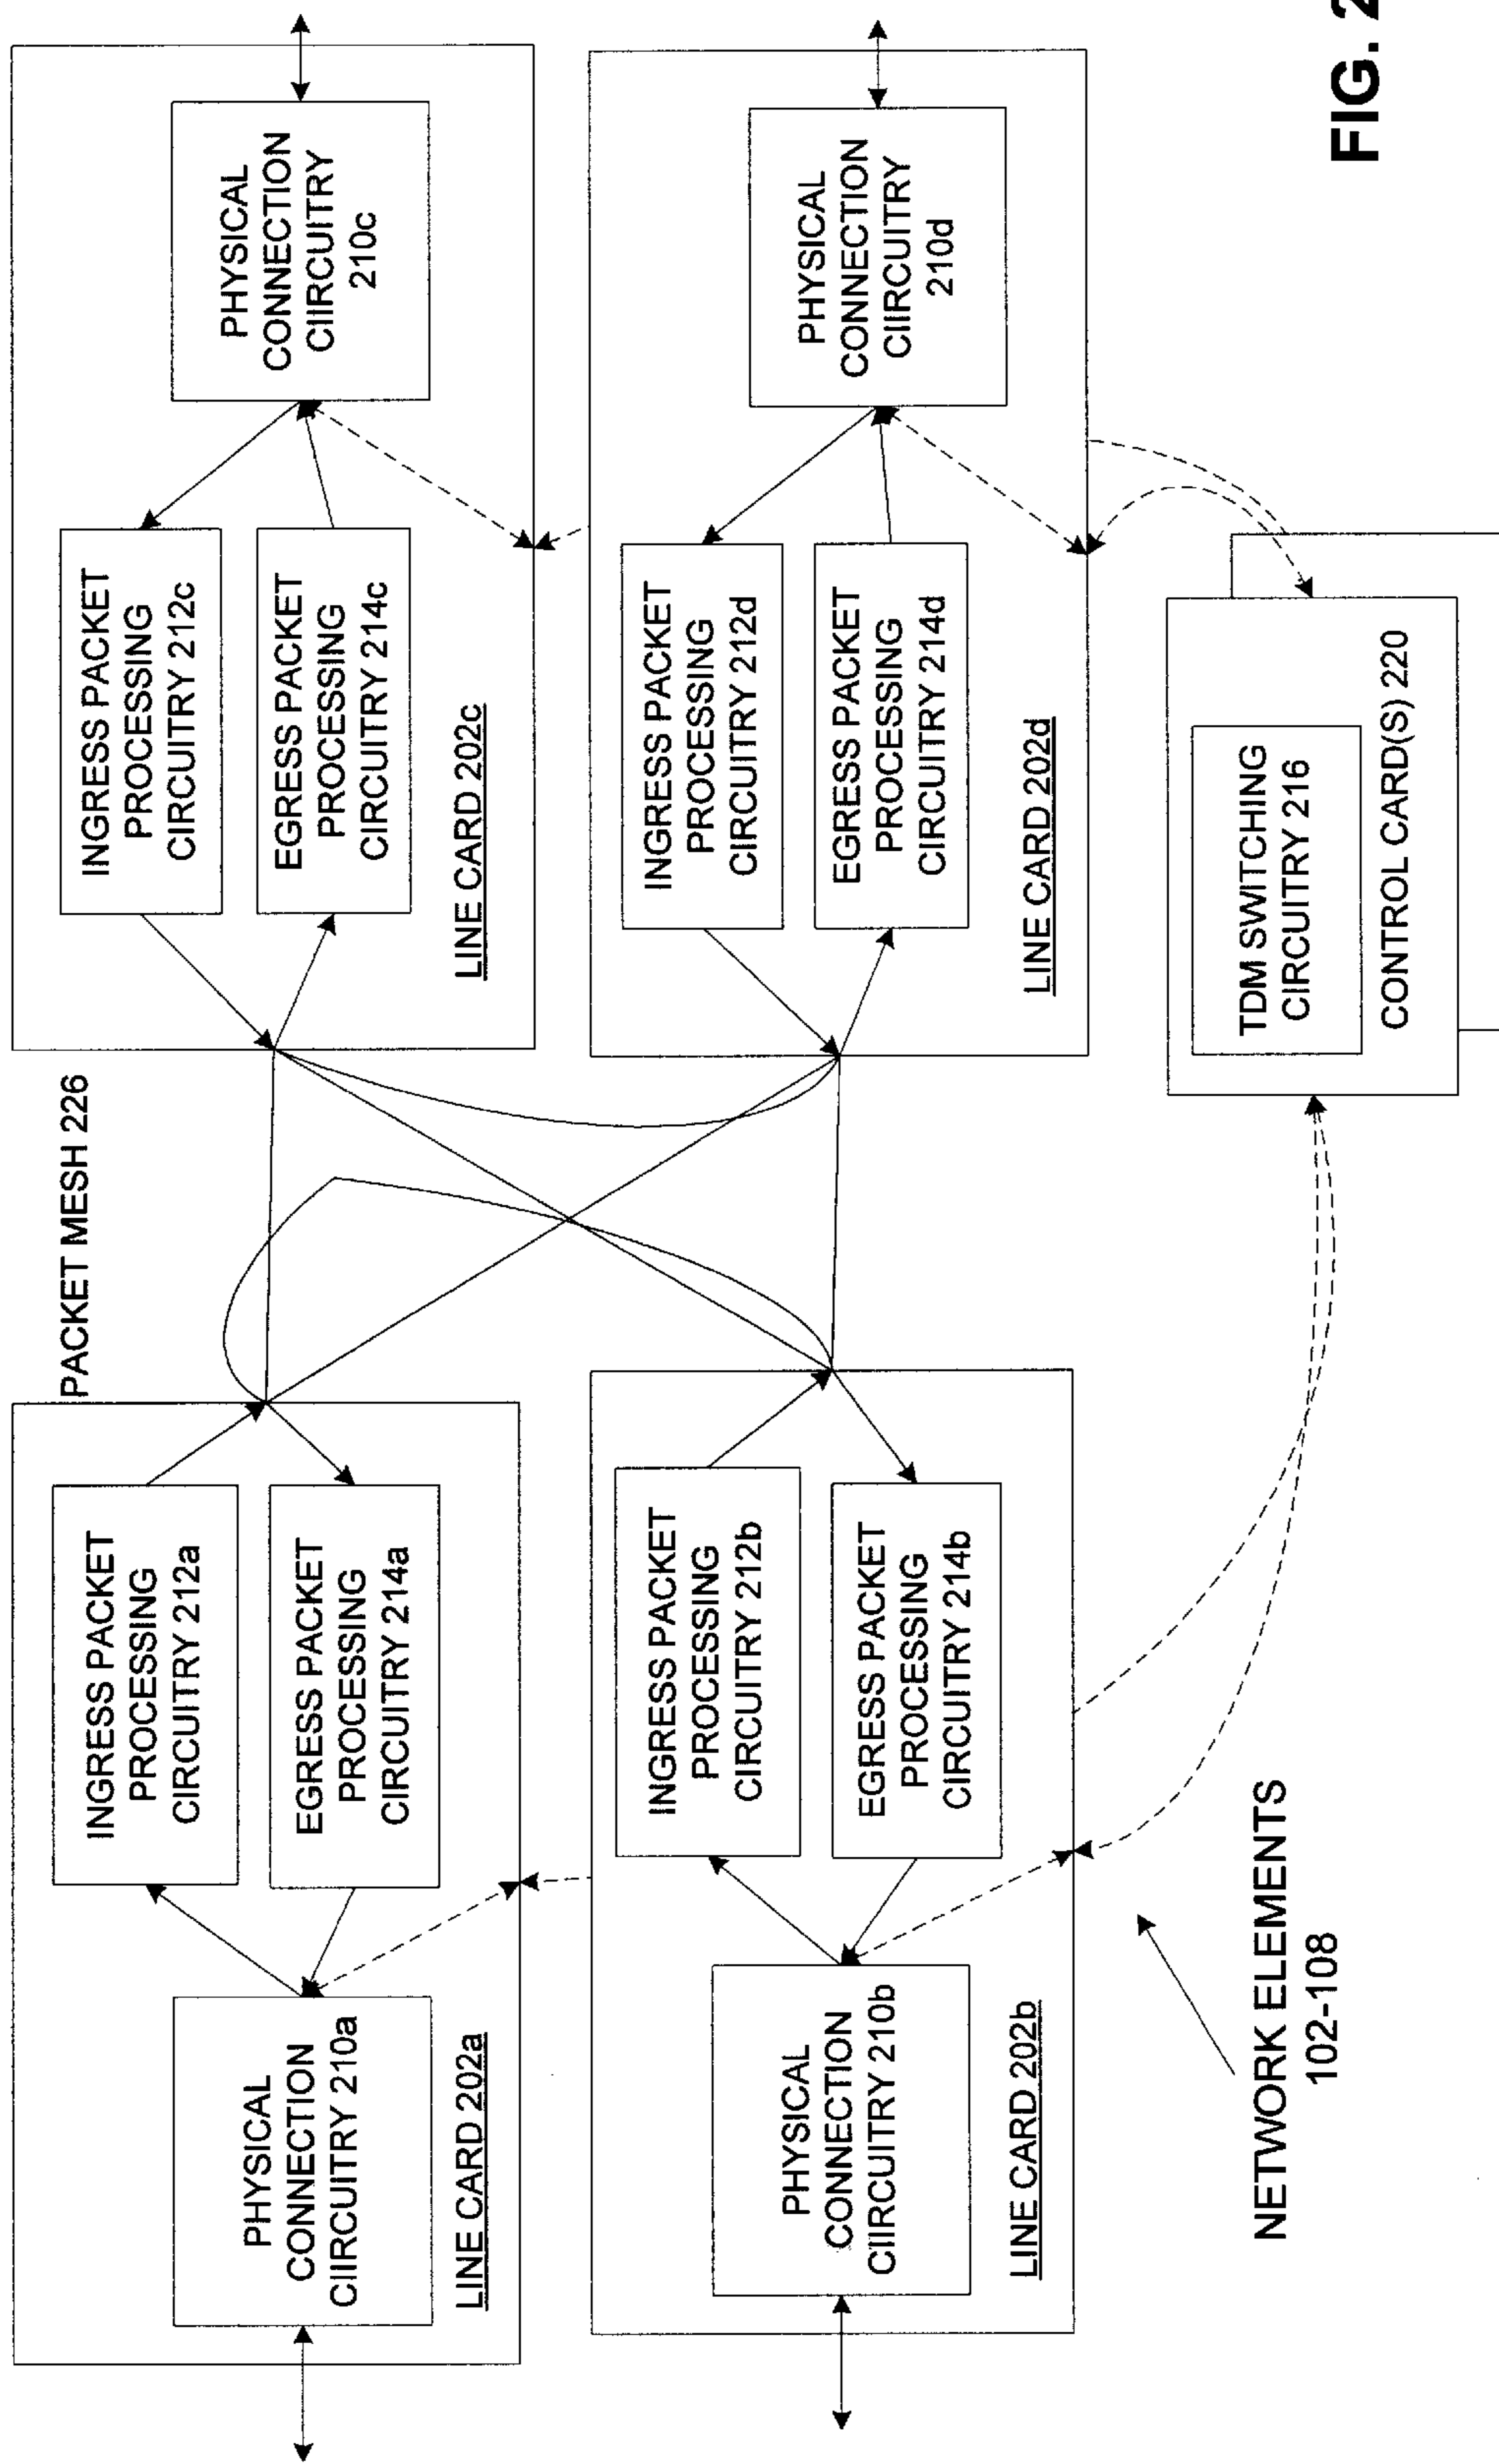 PACKET MESH 226
PHYSICAL
CONNECTION
CIIRCUITRY 210a
INGRESS PACKET
PROCESSING
CIRCUITRY 212a
EGRESS PACKET
PROCESSING
CIRCUITRY 214a
LINE CARD 202a
INGRESS PACKET
PROCESSING
CIRCUITRY 212c
EGRESS PACKET
PROCESSING
CIRCUITRY 214c
PHYSICAL
CONNECTION
CIIRCUITRY
210c
LINE CARD 202c
PHYSICAL
CONNECTION
CIIRCUITRY 210b
INGRESS PACKET
PROCESSING
CIRCUITRY 212b
EGRESS PACKET
PROCESSING
CIRCUITRY 214b
LINE CARD 202b
INGRESS PACKET
PROCESSING
CIRCUITRY 212d
EGRESS PACKET
PROCESSING
CIRCUITRY 214d
PHYSICAL
CONNECTION
CIIRCUITRY
210d
LINE CARD 202d
TDM SWITCHING
CIRCUITRY 216
CONTROL CARD(S) 220
NETWORK ELEMENTS
102-108
FIG. 2